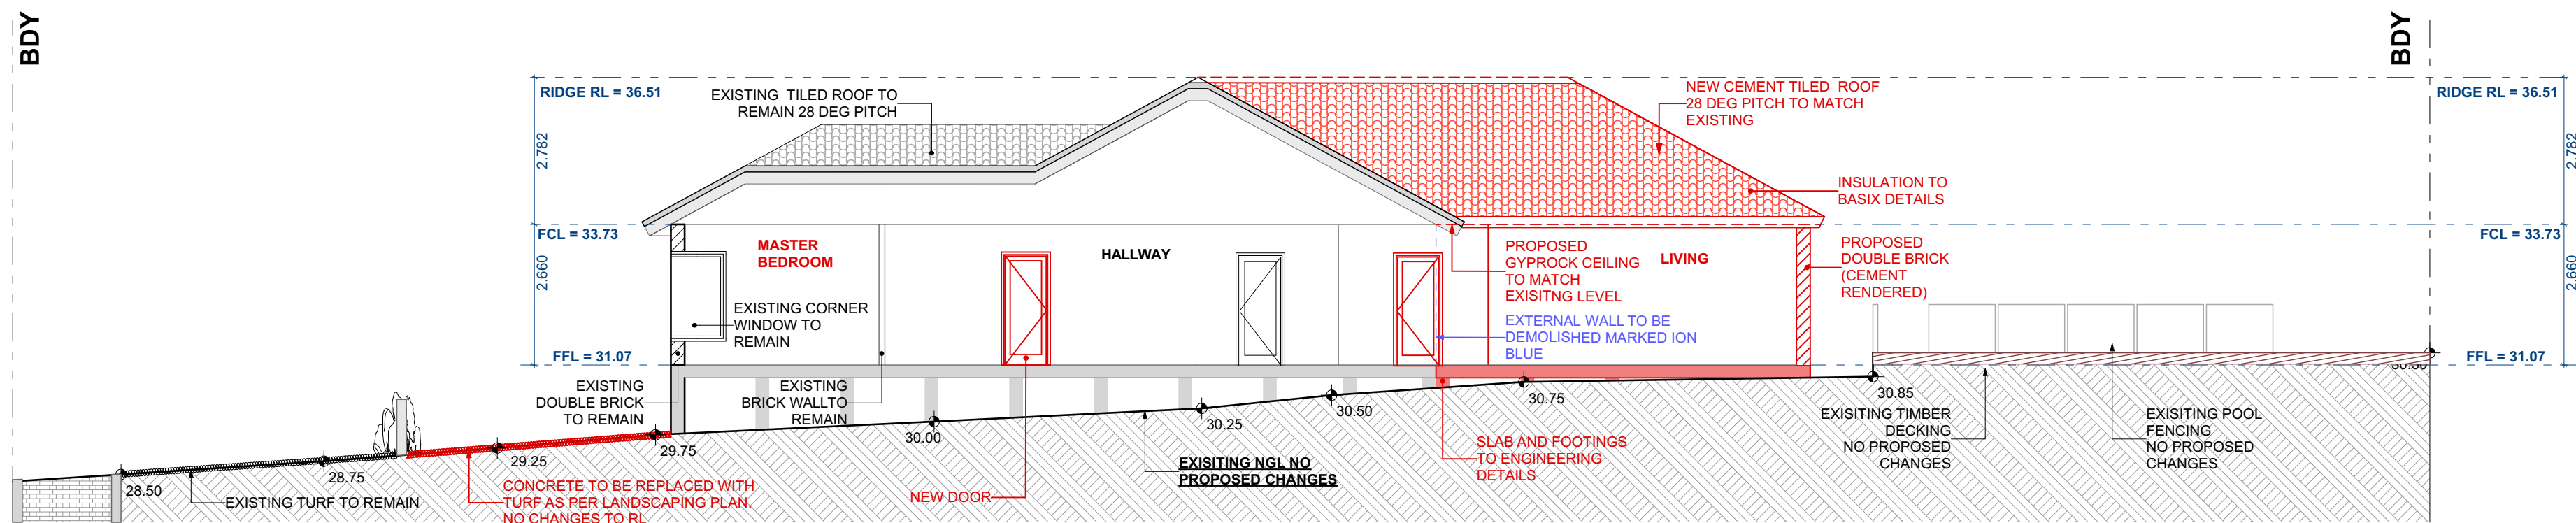 BDY
BDY
RIDGE RL = 36.51
2.782
FCL = 33.73
2.660
FFL = 31.07
EXISTING  TILED ROOF TO
REMAIN 28 DEG PITCH
NEW CEMENT TILED  ROOF
28 DEG PITCH TO MATCH
EXISTING
RIDGE RL = 36.51
2.782
INSULATION TO
BASIX DETAILS
FCL = 33.73
2.660
FFL = 31.07
MASTER
BEDROOM
HALLWAY
PROPOSED
GYPROCK CEILING
TO MATCH
EXISITNG LEVEL
LIVING
PROPOSED
DOUBLE BRICK
(CEMENT
RENDERED)
EXISTING CORNER
WINDOW TO
REMAIN
EXTERNAL WALL TO BE
DEMOLISHED MARKED ION
BLUE
EXISTING
DOUBLE BRICK
TO REMAIN
EXISTING
BRICK WALLTO
REMAIN
28.50
28.75
29.25
29.75
30.00
30.25
30.50
30.75
30.85
EXISTING TURF TO REMAIN
CONCRETE TO BE REPLACED WITH
TURF AS PER LANDSCAPING PLAN.
NO CHANGES TO RL
NEW DOOR
EXISITING NGL NO
PROPOSED CHANGES
SLAB AND FOOTINGS
TO ENGINEERING
DETAILS
EXISITING TIMBER
DECKING
NO PROPOSED
CHANGES
EXISITING POOL
FENCING
NO PROPOSED
CHANGES